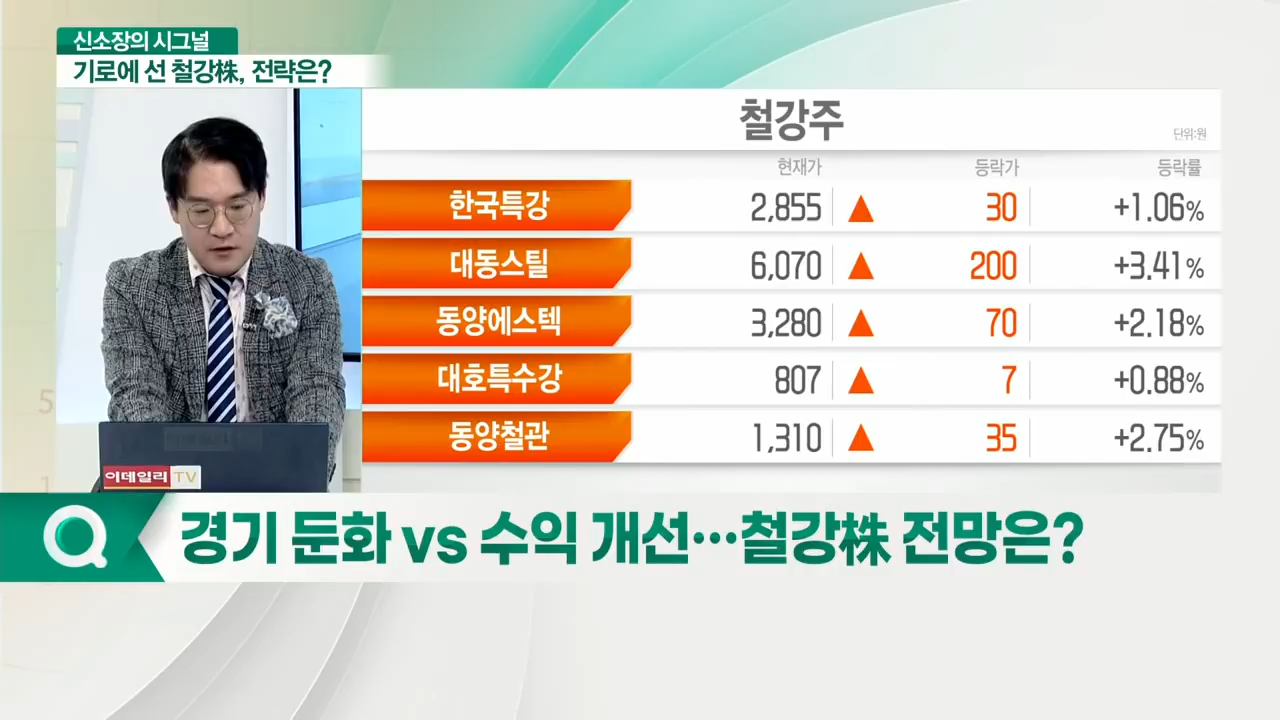 신소장의 시그널
기로에 선 철강株, 전략은?
철강주
단위:원
현재가 등락가 등락률
한국특강 2,855 ▲ 30 +1.06%
대동스틸 6,070 ▲ 200 +3.41%
동양에스텍 3,280 ▲ 70 +2.18%
대호특수강 807 ▲ 7 +0.88%
동양철관 1,310 ▲ 35 +2.75%
이데일리 TV
Q 경기 둔화 vs 수익 개선…철강株 전망은?